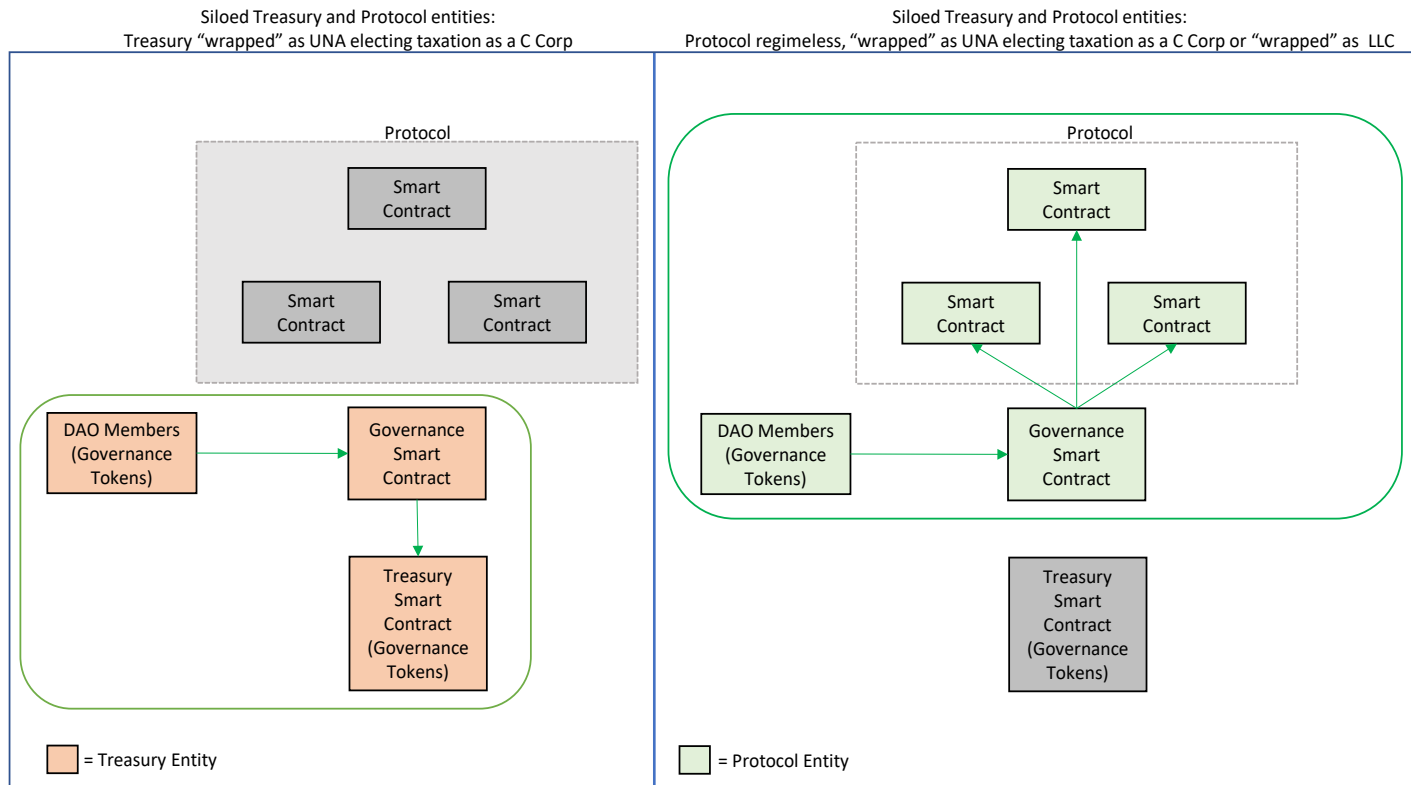 Siloed Treasury and Protocol entities:
Treasury “wrapped” as UNA electing taxation as a C Corp
Protocol
Smart
Contract
Smart
Contract
Smart
Contract
DAO Members
(Governance
Tokens)
Governance
Smart
Contract
Treasury
Smart
Contract
(Governance
Tokens)
= Treasury Entity
Siloed Treasury and Protocol entities:
Protocol regimeless, “wrapped” as UNA electing taxation as a C Corp or “wrapped” as LLC
Protocol
Smart
Contract
Smart
Contract
Smart
Contract
DAO Members
(Governance
Tokens)
Governance
Smart
Contract
Treasury
Smart
Contract
(Governance
Tokens)
= Protocol Entity